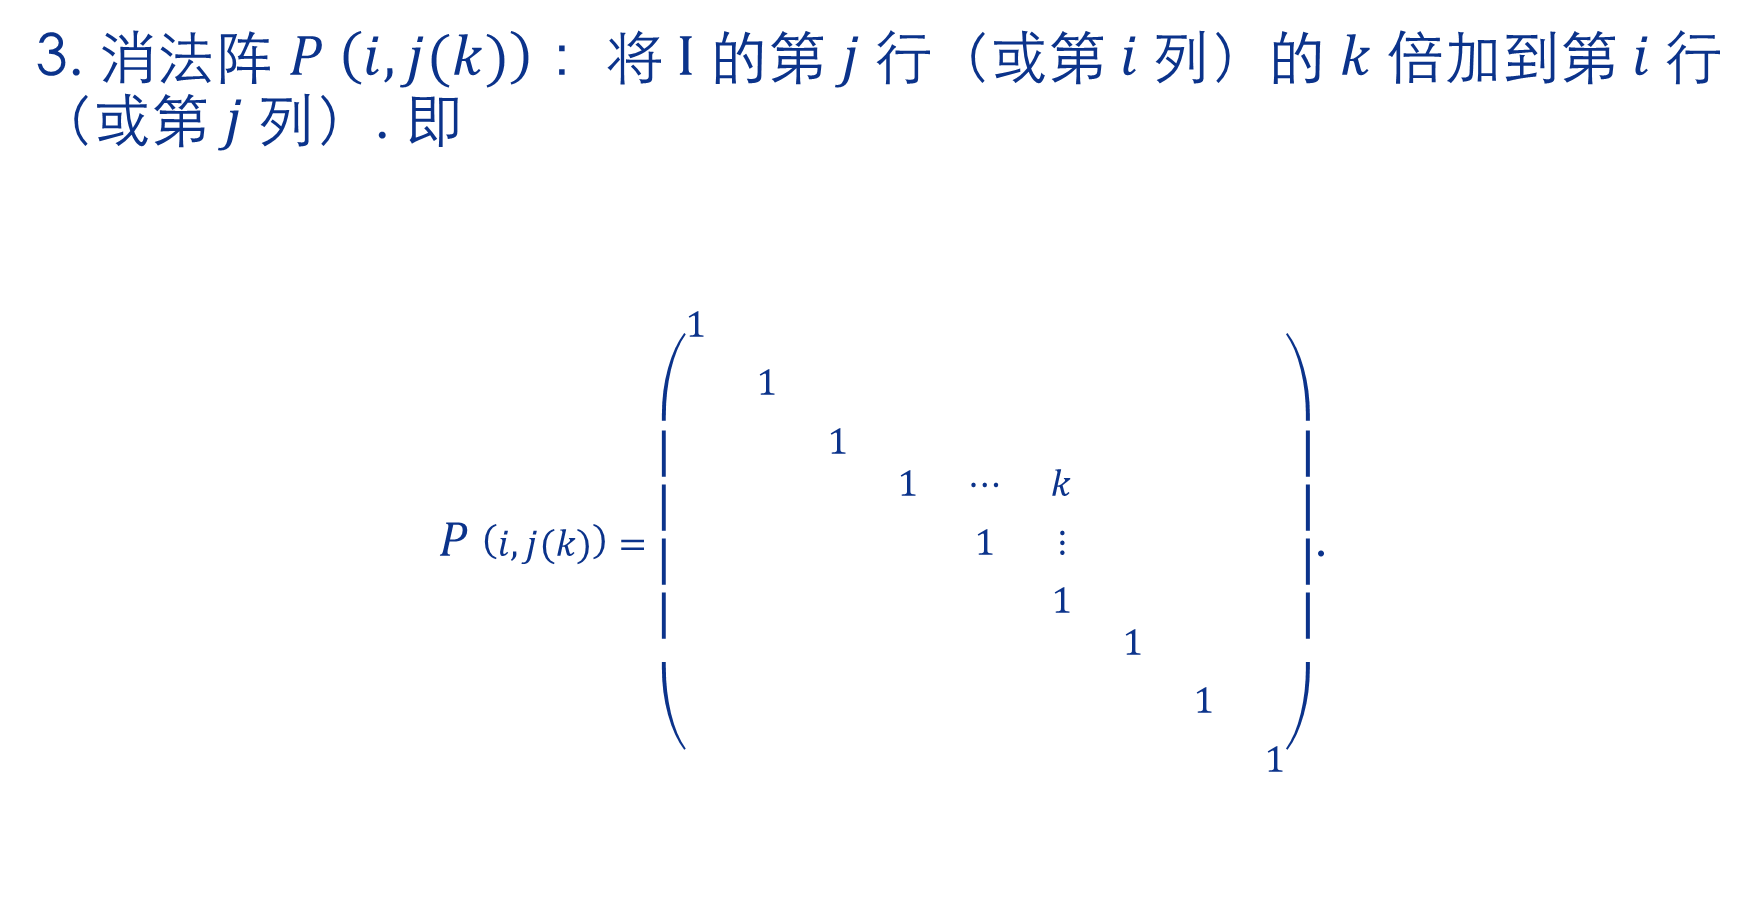 3. 消法阵 P (i, j(k)) ： 将 I 的第 j 行（或第 i 列）的 k 倍加到第 i 行
（或第 j 列）. 即
1
1
1
1 ⋯ k
P (i, j(k)) = 1 ⋮ .
1
1
1
1